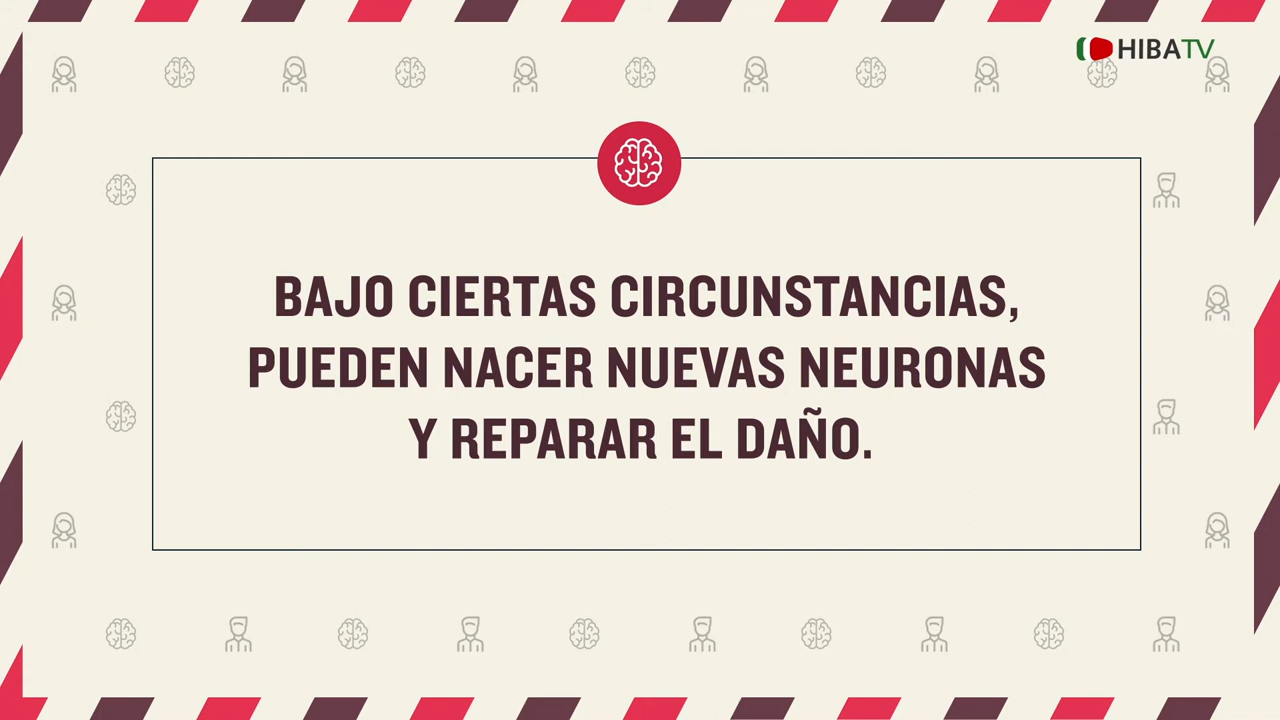 HIBATV
BAJO CIERTAS CIRCUNSTANCIAS,
PUEDEN NACER NUEVAS NEURONAS
Y REPARAR EL DAÑO.